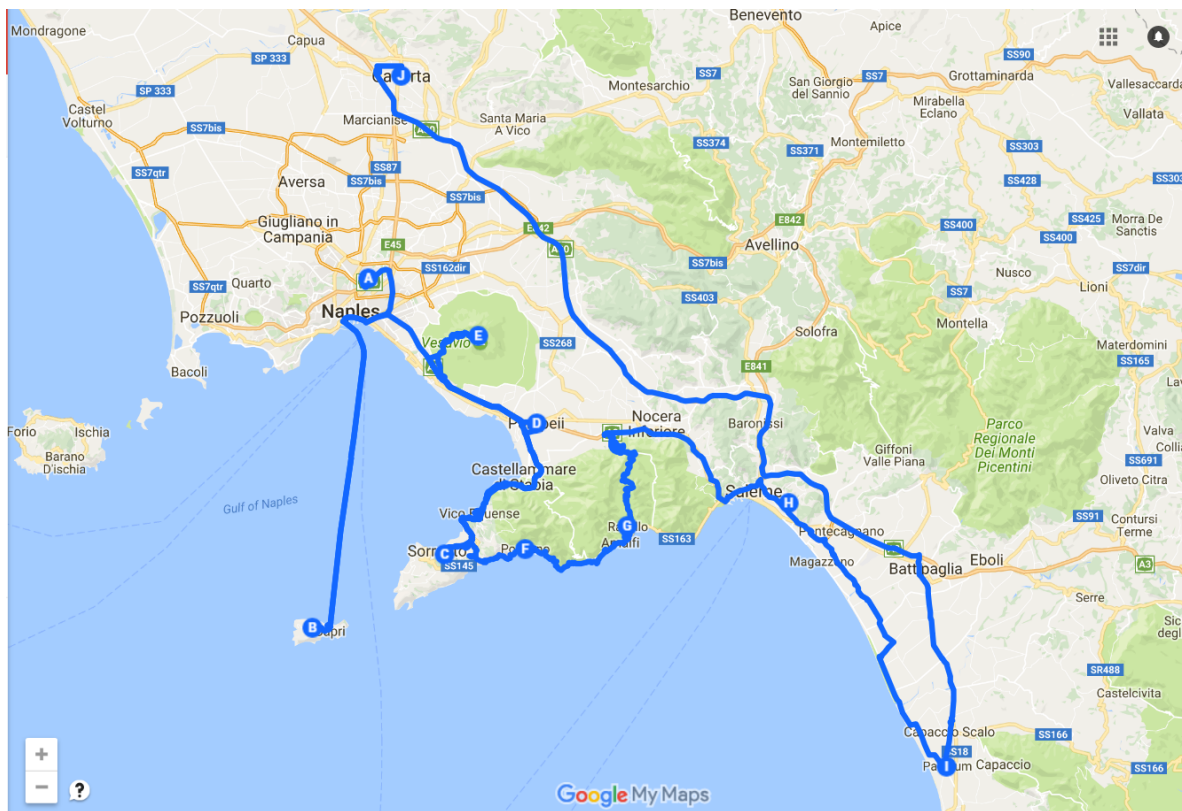 Mondragone
Capua
Benevento
Apice
SP 333
SS90
Grottaminarda
SS7
San Giorgio
del Sannio
SS7
Montesarchio
Vallesaccarda
Mirabella
Eclano
Vallata
J
SP 333
Castel
Volturno
Marcianise
Santa Maria
A Vico
SS7bis
SS374
Montemiletto
SS303
SS371
SS87
SS7qtr
Aversa
SS7bis
SS428
SS303
SS7bis
Giugliano in
Campania
E842
SS425
Morra De
Sanctis
SS400
SS400
E45
Avellino
SS162dir
A
SS7bis
SS7dir
Nusco
SS7qtr
Quarto
Lioni
SS403
SS7
Naples
Pozzuoli
Montella
Solofra
E
Vesuvio
SS268
Materdomini
SS165
Bacoli
E841
D
Nocera
Inferiore
Baronissi
Parco
Regionale
Dei Monti
Picentini
Forio
Ischia
Barano
D'ischia
Valva
Giffoni
Valle Piana
SS691
Castellammare
di Stabia
Oliveto Citra
Salerno
H
Gulf of Naples
Vico Equense
SS91
Contursi
Terme
G
Pontecagnano
SS163
Sorrento
C
F
Magazzeno
Eboli
Battipaglia
A3
SS145
Serre
B
SR488
Castelcivita
Capaccio Scalo
SS166
SS18
I
Capaccio
SS166
+
−
?
Google My Maps